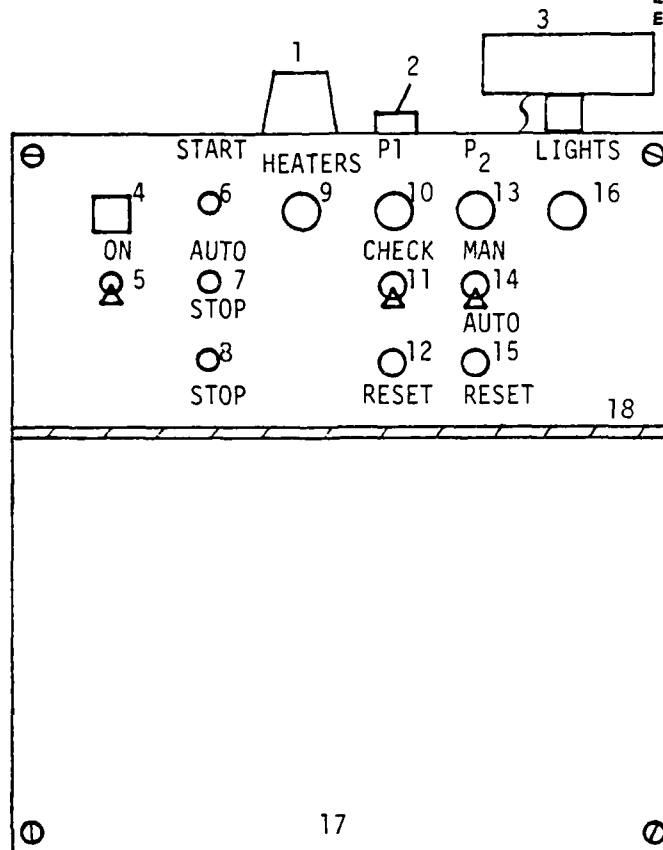 3
1
2
START HEATERS P1 P2 LIGHTS
4 6 9 10 13 16
ON AUTO CHECK MAN
5 7 11 14
STOP AUTO
8 12 15
STOP RESET RESET
18
17